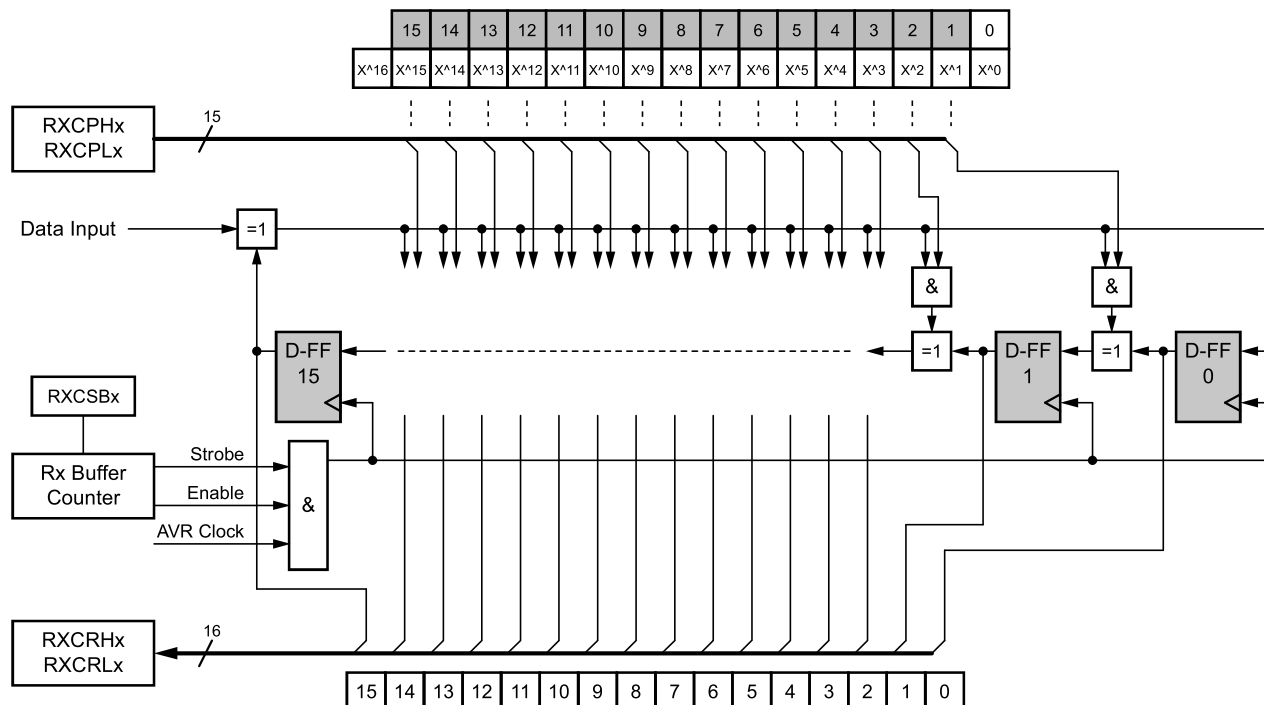 15 14 13 12 11 10 9 8 7 6 5 4 3 2 1 0
X^16 X^15 X^14 X^13 X^12 X^11 X^10 X^9 X^8 X^7 X^6 X^5 X^4 X^3 X^2 X^1 X^0
RXCPHx
RXCPLx
15
Data Input
=1
&
&
D-FF
15
=1
D-FF
1
=1
D-FF
0
RXCSBx
Rx Buffer
Counter
Strobe
Enable
AVR Clock
&
RXCRHx
RXCRLx
16
15 14 13 12 11 10 9 8 7 6 5 4 3 2 1 0